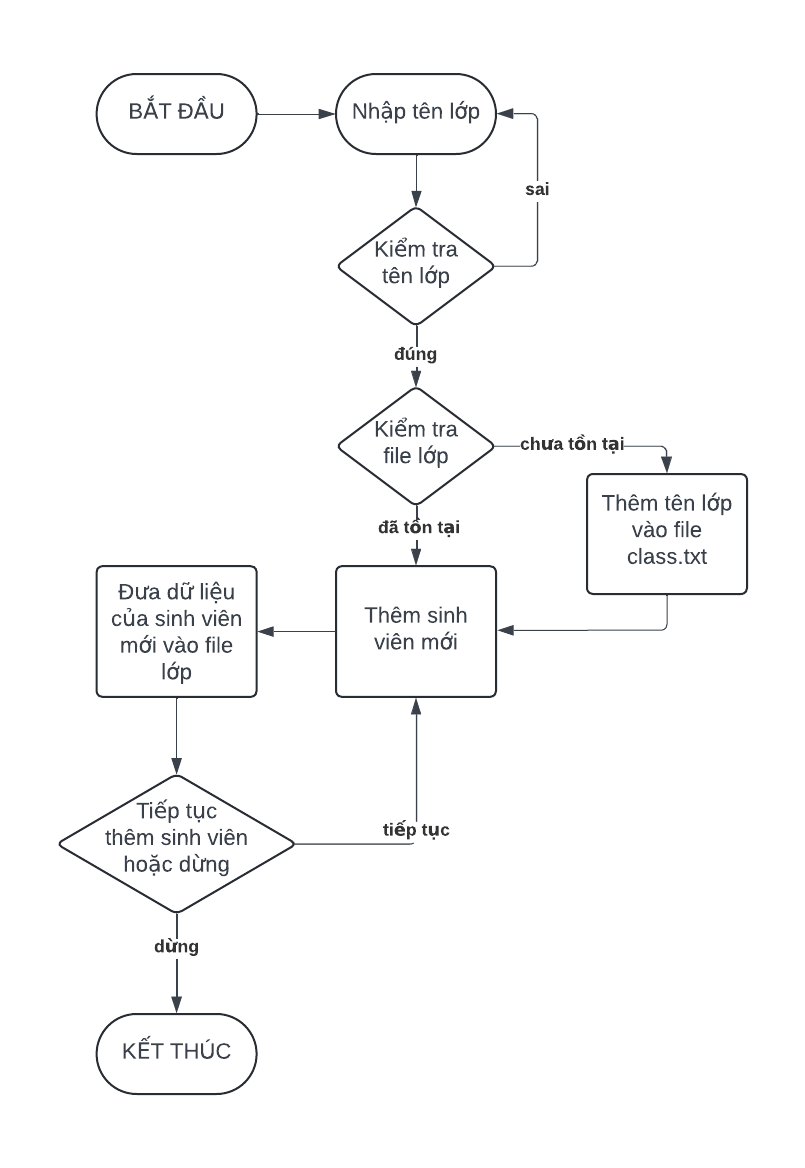 BẮT ĐẦU
Nhập tên lớp
sai
Kiểm tra
tên lớp
đúng
Kiểm tra
file lớp
chưa tồn tại
Thêm tên lớp
vào file
class.txt
đã tồn tại
Thêm sinh
viên mới
Đưa dữ liệu
của sinh viên
mới vào file
lớp
Tiếp tục
thêm sinh viên
hoặc dừng
tiếp tục
dừng
KẾT THÚC